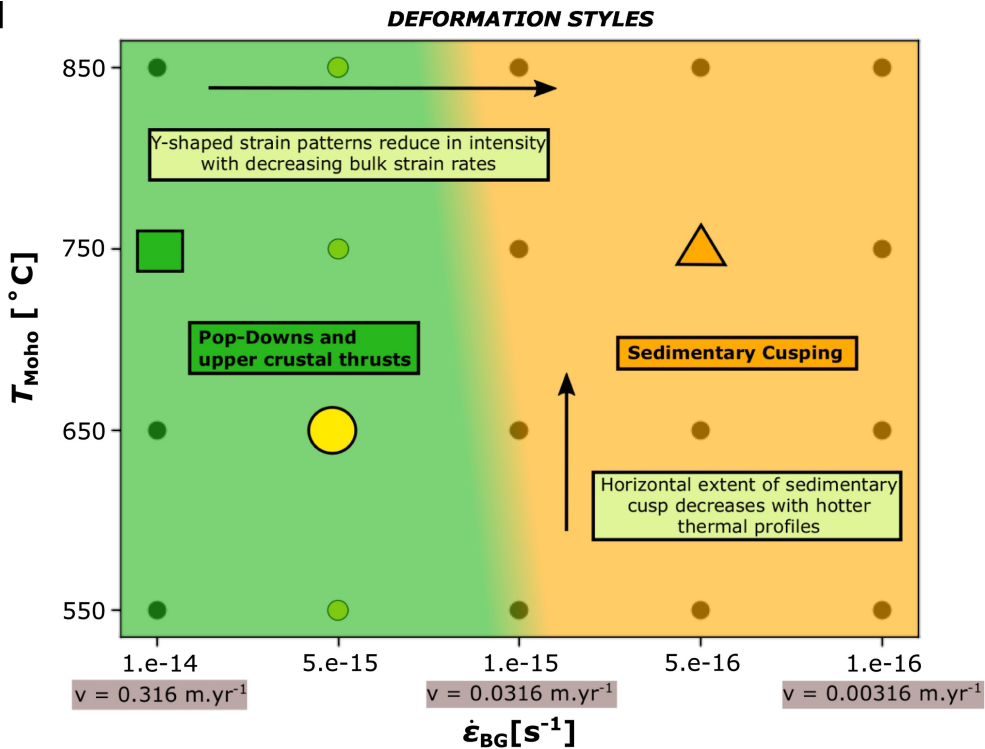 DEFORMATION STYLES
850
Y-shaped strain patterns reduce in intensity
with decreasing bulk strain rates
750
T_Moho [°C]
Pop-Downs and
upper crustal thrusts
Sedimentary Cusping
650
Horizontal extent of sedimentary
cusp decreases with hotter
thermal profiles
550
1.e-14 5.e-15 1.e-15 5.e-16 1.e-16
v = 0.316 m.yr⁻¹ v = 0.0316 m.yr⁻¹ v = 0.00316 m.yr⁻¹
ε̇_BG[s⁻¹]